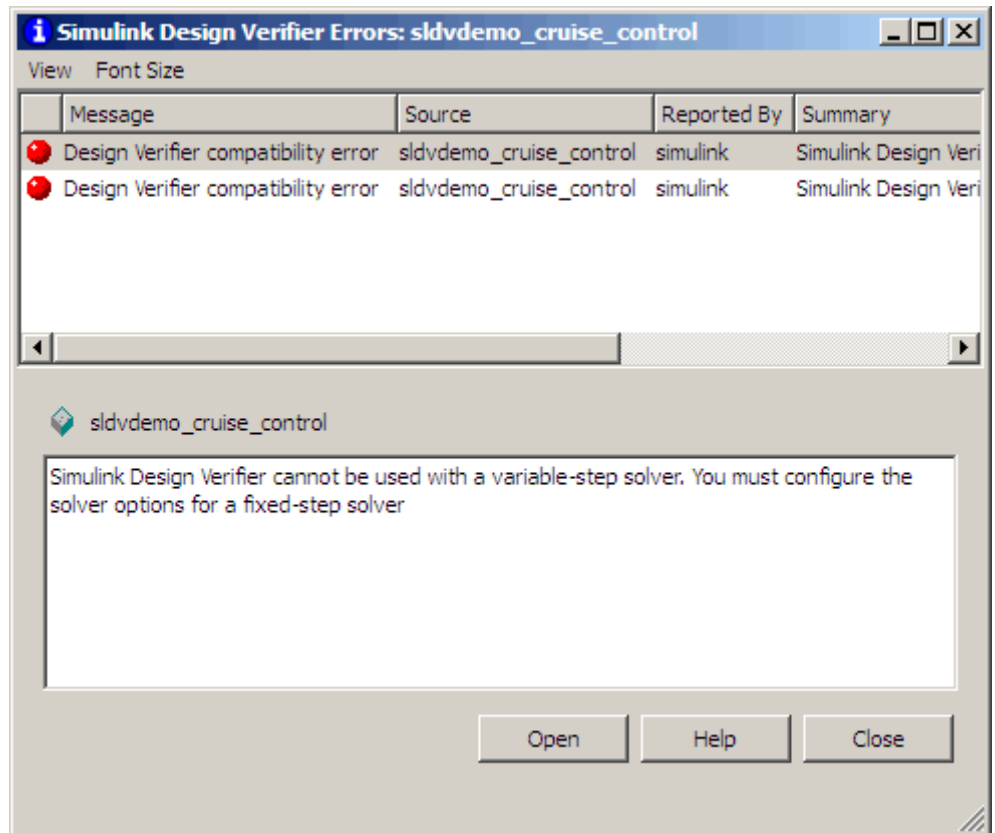 Simulink Design Verifier Errors: sldvdemo_cruise_control
View Font Size
Message Source Reported By Summary
Design Verifier compatibility error sldvdemo_cruise_control simulink Simulink Design Veri
Design Verifier compatibility error sldvdemo_cruise_control simulink Simulink Design Veri
sldvdemo_cruise_control
Simulink Design Verifier cannot be used with a variable-step solver. You must configure the
solver options for a fixed-step solver
Open Help Close